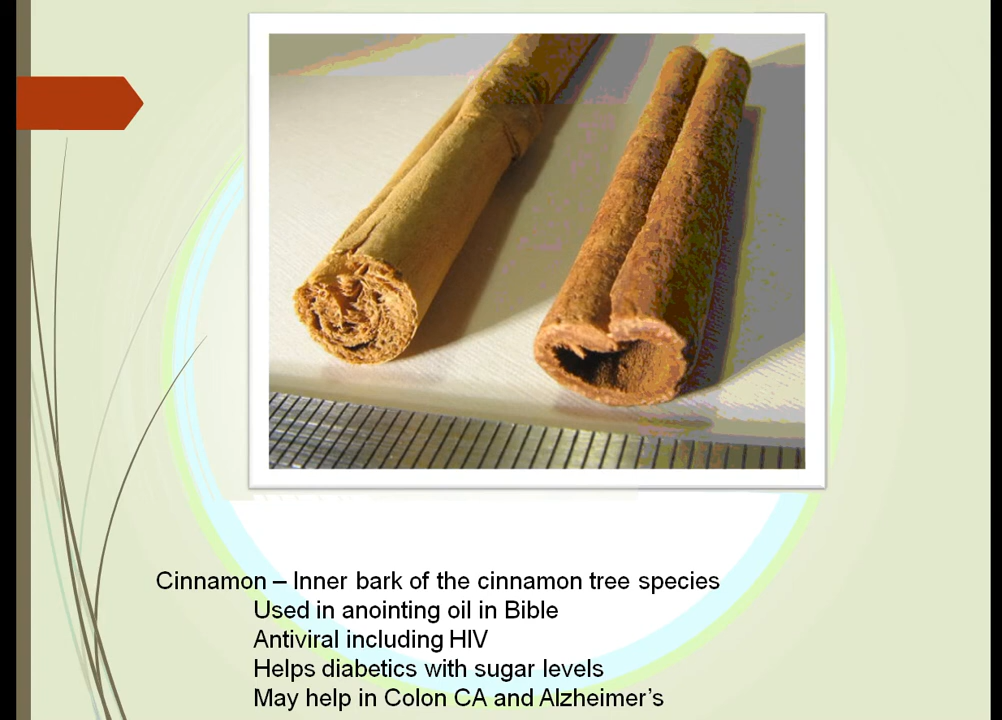 Cinnamon – Inner bark of the cinnamon tree species
Used in anointing oil in Bible
Antiviral including HIV
Helps diabetics with sugar levels
May help in Colon CA and Alzheimer’s